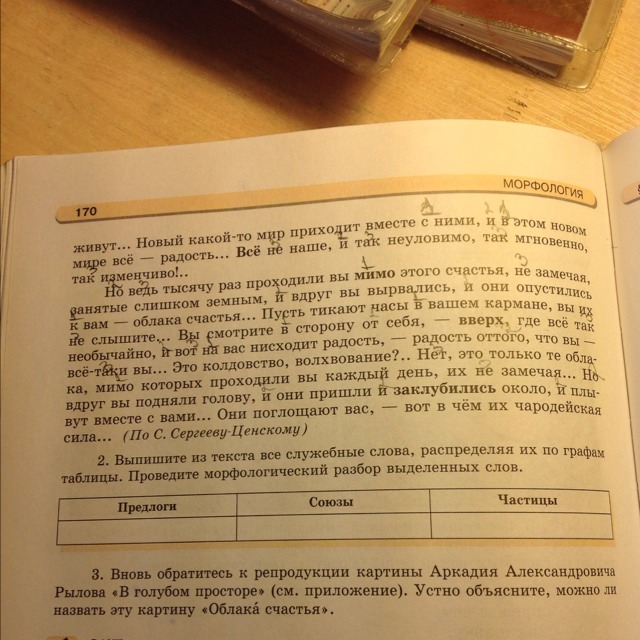 170
МОРФОЛОГИЯ
живут... Новый какой-то мир приходит вместе с ними, и в этом новом
мире всё — радость... Всё не наше, и так неуловимо, так мгновенно,
так изменчиво!..
Но ведь тысячу раз проходили вы мимо этого счастья, не замечая,
занятые слишком земным, и вдруг вы вырвались, и они опустились
к вам — облака счастья... Пусть тикают часы в вашем кармане, вы их
не слышите... Вы смотрите в сторону от себя, — вверх, где всё так
необычайно, и вот на вас нисходит радость, — радость оттого, что вы —
всё-таки вы... Это колдовство, волхвование?.. Нет, это только те обла-
ка, мимо которых проходили вы каждый день, их не замечая... Но
вдруг вы подняли голову, и они пришли и заклубились около, и плы-
вут вместе с вами... Они поглощают вас, — вот в чём их чародейская
сила... (По С. Сергееву-Ценскому)
2. Выпишите из текста все служебные слова, распределяя их по графам
таблицы. Проведите морфологический разбор выделенных слов.
Предлоги Союзы Частицы
3. Вновь обратитесь к репродукции картины Аркадия Александровича
Рылова «В голубом просторе» (см. приложение). Устно объясните, можно ли
назвать эту картину «Облака́ счастья».